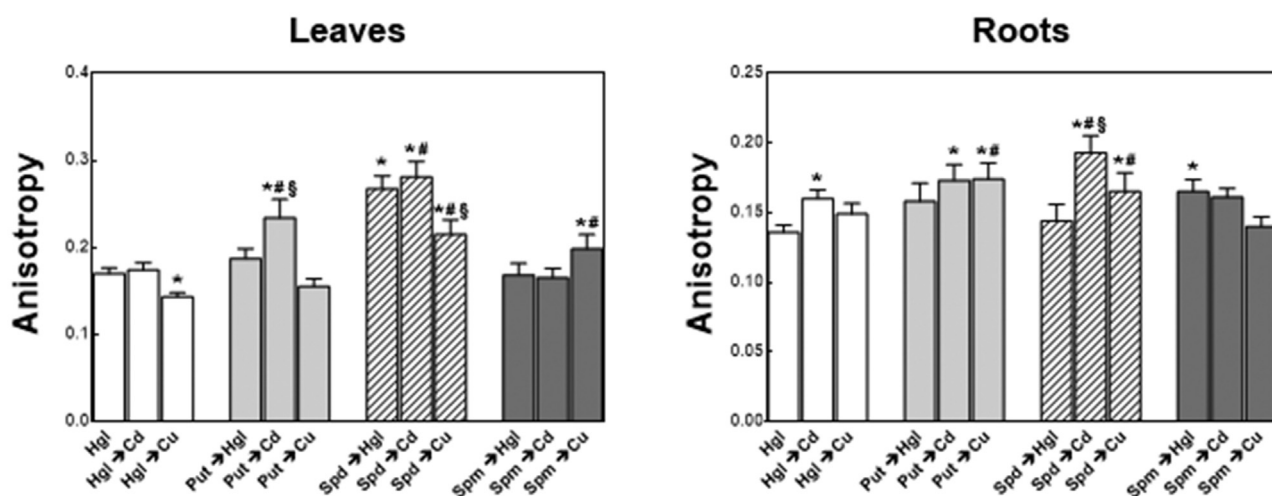 Leaves
Anisotropy
0.4
0.3
0.2
0.1
0.0
*
*#§
*
*#
*#§
*#
Hgl
Hgl➔Cd
Hgl➔Cu
Put➔Hgl
Put➔Cd
Put➔Cu
Spd➔Hgl
Spd➔Cd
Spd➔Cu
Spm➔Hgl
Spm➔Cd
Spm➔Cu
Roots
Anisotropy
0.25
0.20
0.15
0.10
0.05
0.00
*
*
*#
*#§
*#
*
Hgl
Hgl➔Cd
Hgl➔Cu
Put➔Hgl
Put➔Cd
Put➔Cu
Spd➔Hgl
Spd➔Cd
Spd➔Cu
Spm➔Hgl
Spm➔Cd
Spm➔Cu